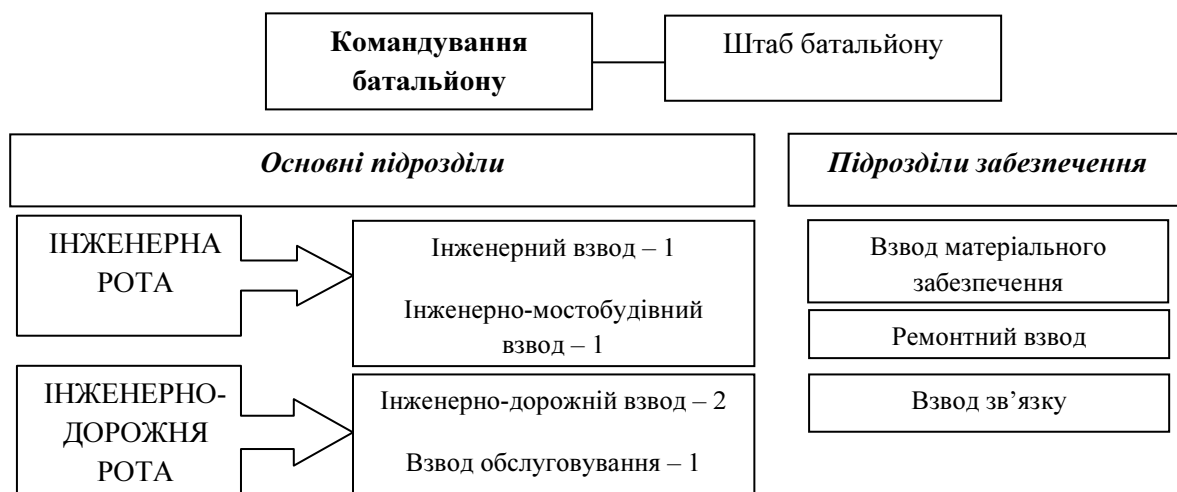 Командування
батальйону
Штаб батальйону
Основні підрозділи
Підрозділи забезпечення
ІНЖЕНЕРНА
РОТА
Інженерний взвод – 1
Інженерно-мостобудівний
взвод – 1
Взвод матеріального
забезпечення
Ремонтний взвод
ІНЖЕНЕРНО-
ДОРОЖНЯ
РОТА
Інженерно-дорожній взвод – 2
Взвод обслуговування – 1
Взвод зв’язку